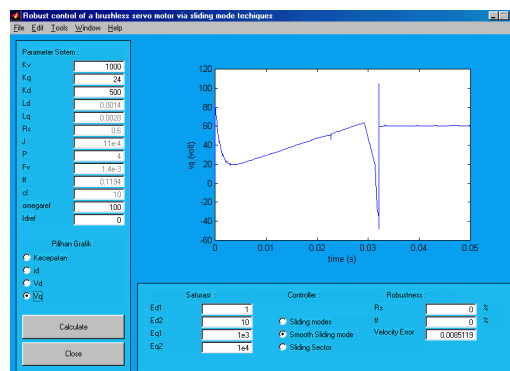 Robust control of a brushless servo motor via sliding mode techiques
File Edit Tools Window Help
Parameter Sistem :
Kv 1000
Kq 24
Kd 500
Ld 0.0014
Lq 0.0028
Rs 0.6
J 11e-4
P 4
Fv 1.4e-3
If 0.1194
cl 10
omegaref 100
Idref 0
Pilihan Grafik :
Kecepatan
id
Vd
Vq
Calculate
Close
120
100
80
60
40
20
0
-20
-40
-60
vq (volt)
0 0.01 0.02 0.03 0.04 0.05
time (s)
Saturasi : Controller : Robustness :
Ed1 1
Ed2 10
Eq1 1e3
Eq2 1e4
Sliding modes
Smooth Sliding mode
Sliding Sector
Rs 0 %
If 0 %
Velocity Error 0.0085119